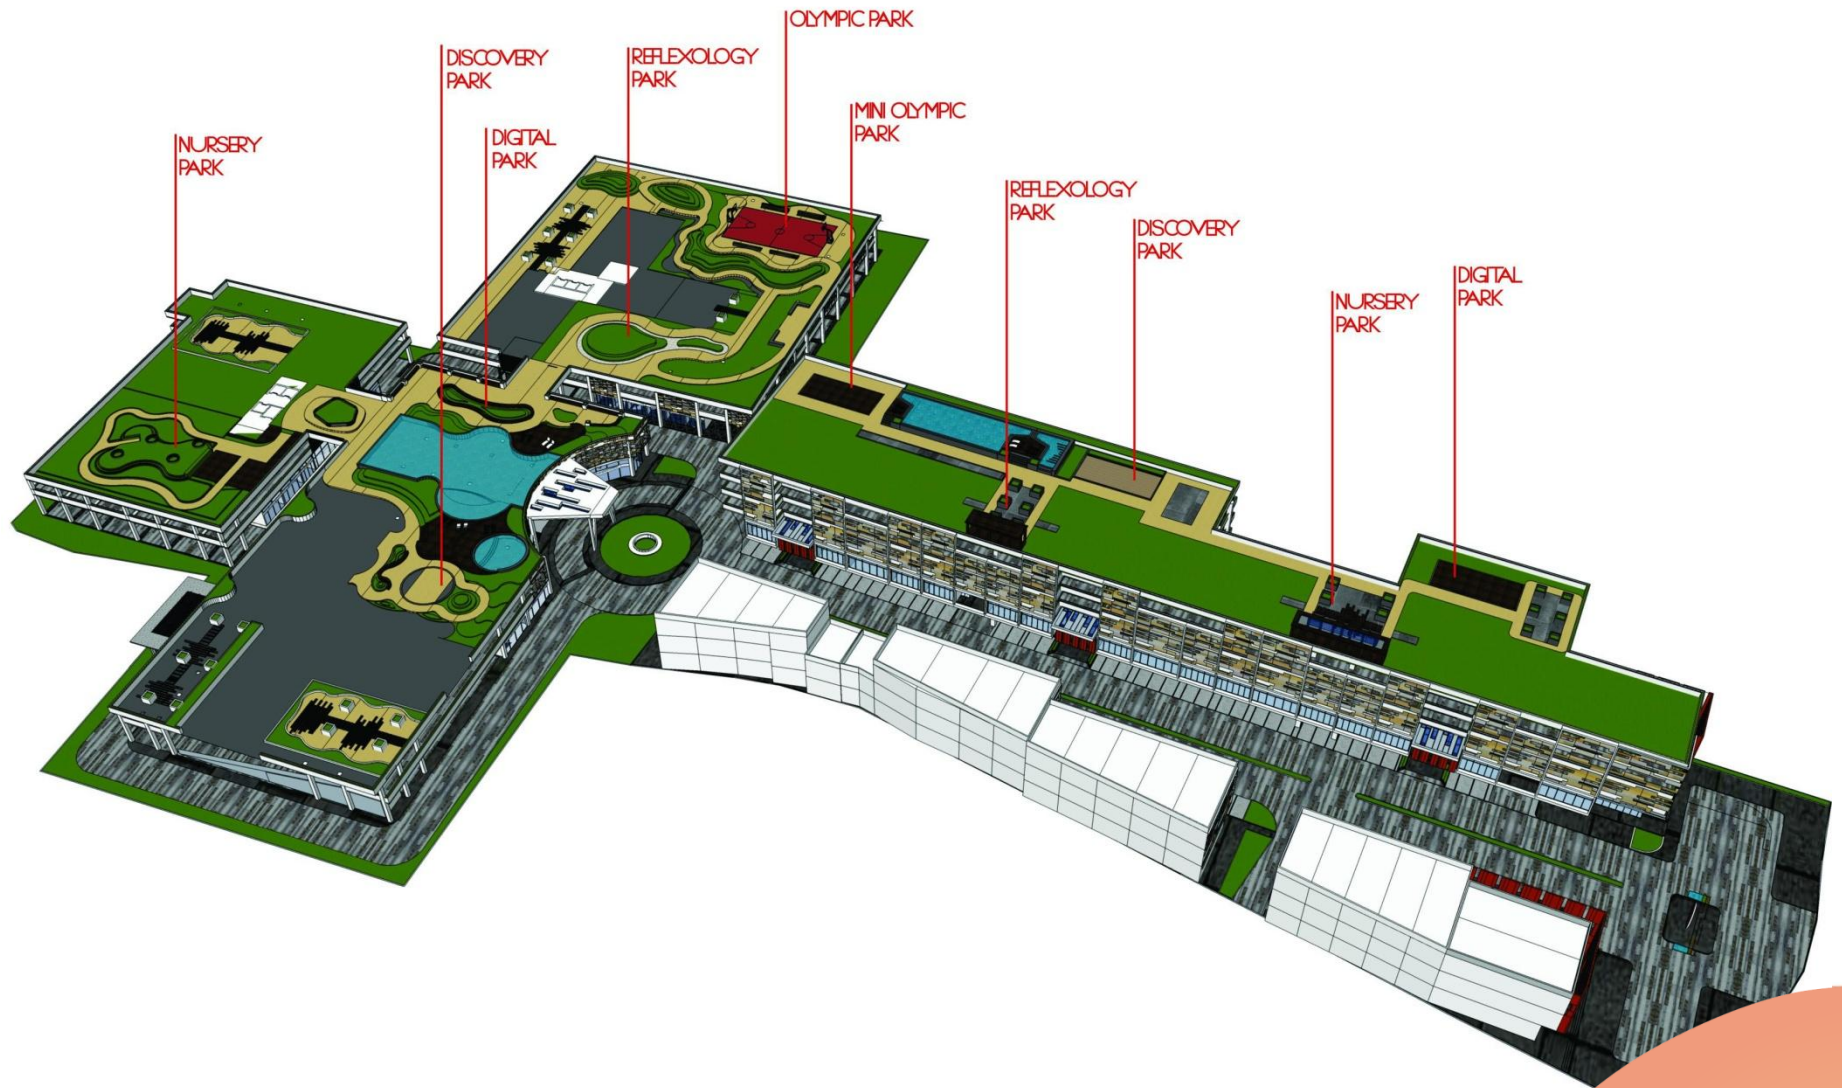 OLYMPIC PARK
DISCOVERY
PARK
REFLEXOLOGY
PARK
MINI OLYMPIC
PARK
NURSERY
PARK
DIGITAL
PARK
REFLEXOLOGY
PARK
DISCOVERY
PARK
DIGITAL
PARK
NURSERY
PARK